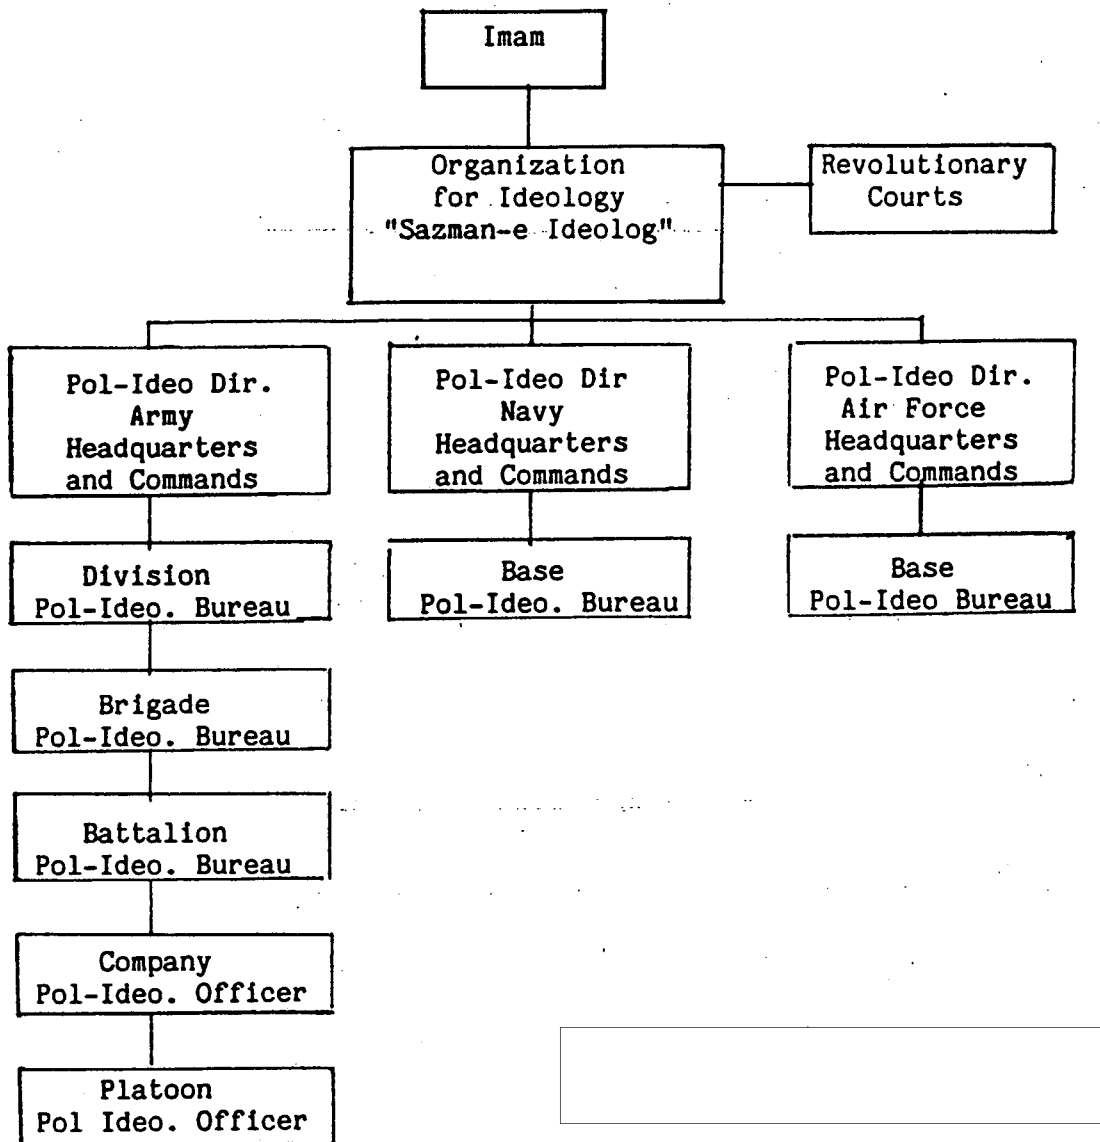 Imam
Organization
for Ideology
"Sazman-e Ideolog"
Revolutionary
Courts
Pol-Ideo Dir.
Army
Headquarters
and Commands
Pol-Ideo Dir
Navy
Headquarters
and Commands
Pol-Ideo Dir.
Air Force
Headquarters
and Commands
Division
Pol-Ideo. Bureau
Base
Pol-Ideo. Bureau
Base
Pol-Ideo Bureau
Brigade
Pol-Ideo. Bureau
Battalion
Pol-Ideo. Bureau
Company
Pol-Ideo. Officer
Platoon
Pol Ideo. Officer